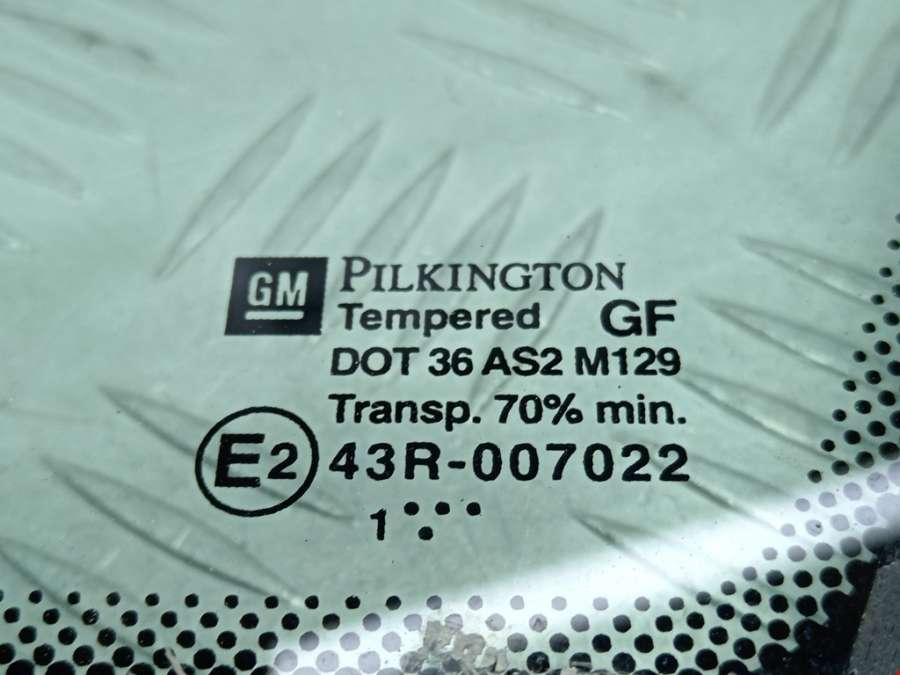 GM PILKINGTON
Tempered GF
DOT 36 AS2 M129
Transp. 70% min.
E2 43R-007022
1